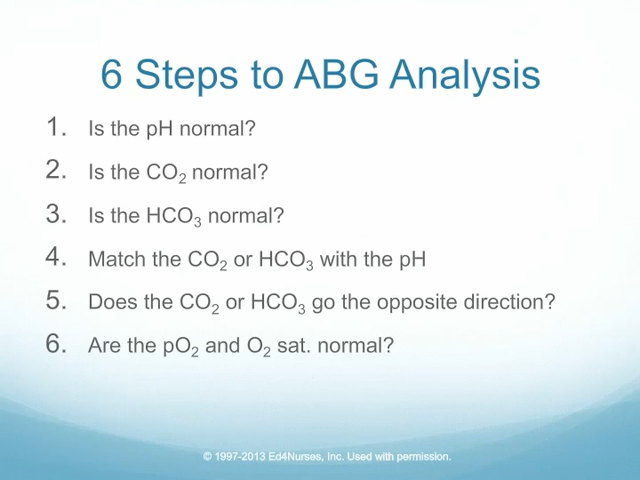 6 Steps to ABG Analysis
1. Is the pH normal?
2. Is the CO₂ normal?
3. Is the HCO₃ normal?
4. Match the CO₂ or HCO₃ with the pH
5. Does the CO₂ or HCO₃ go the opposite direction?
6. Are the pO₂ and O₂ sat. normal?
© 1997-2013 Ed4Nurses, Inc. Used with permission.